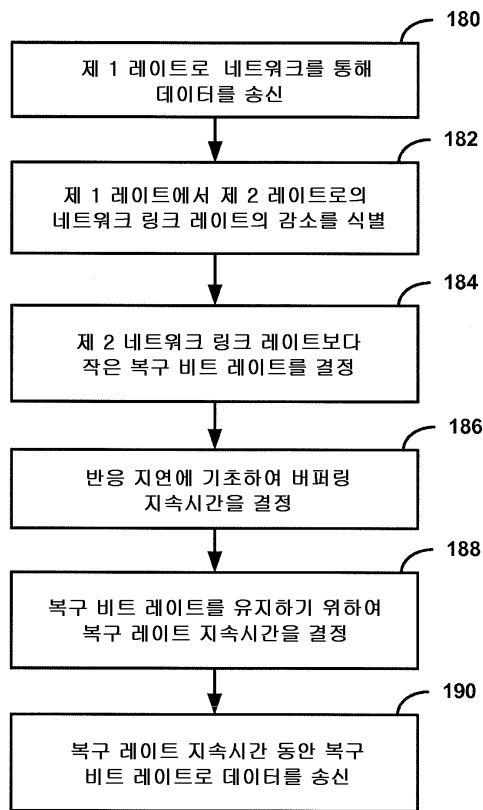 180
제 1 레이트로 네트워크를 통해
데이터를 송신
182
제 1 레이트에서 제 2 레이트로의
네트워크 링크 레이트의 감소를 식별
184
제 2 네트워크 링크 레이트보다
작은 복구 비트 레이트를 결정
186
반응 지연에 기초하여 버퍼링
지속시간을 결정
188
복구 비트 레이트를 유지하기 위하여
복구 레이트 지속시간을 결정
190
복구 레이트 지속시간 동안 복구
비트 레이트로 데이터를 송신